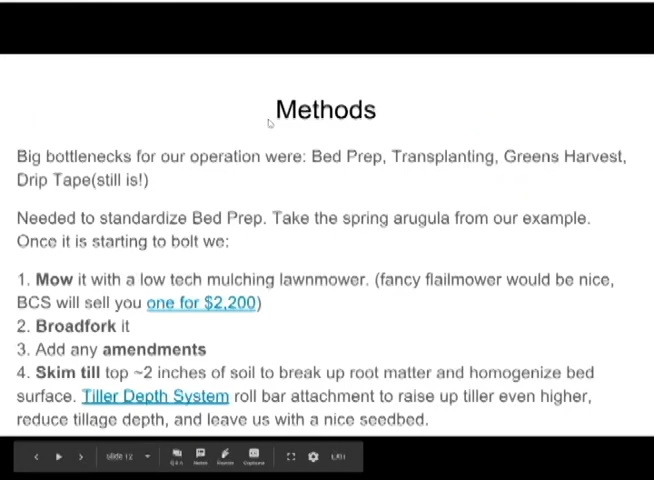 Methods
Big bottlenecks for our operation were: Bed Prep, Transplanting, Greens Harvest,
Drip Tape(still is!)
Needed to standardize Bed Prep. Take the spring arugula from our example.
Once it is starting to bolt we:
1. Mow it with a low tech mulching lawnmower. (fancy flailmower would be nice,
BCS will sell you one for $2,200)
2. Broadfork it
3. Add any amendments
4. Skim till top ~2 inches of soil to break up root matter and homogenize bed
surface. Tiller Depth System roll bar attachment to raise up tiller even higher,
reduce tillage depth, and leave us with a nice seedbed.
slide 12
Q&A Notes Captions